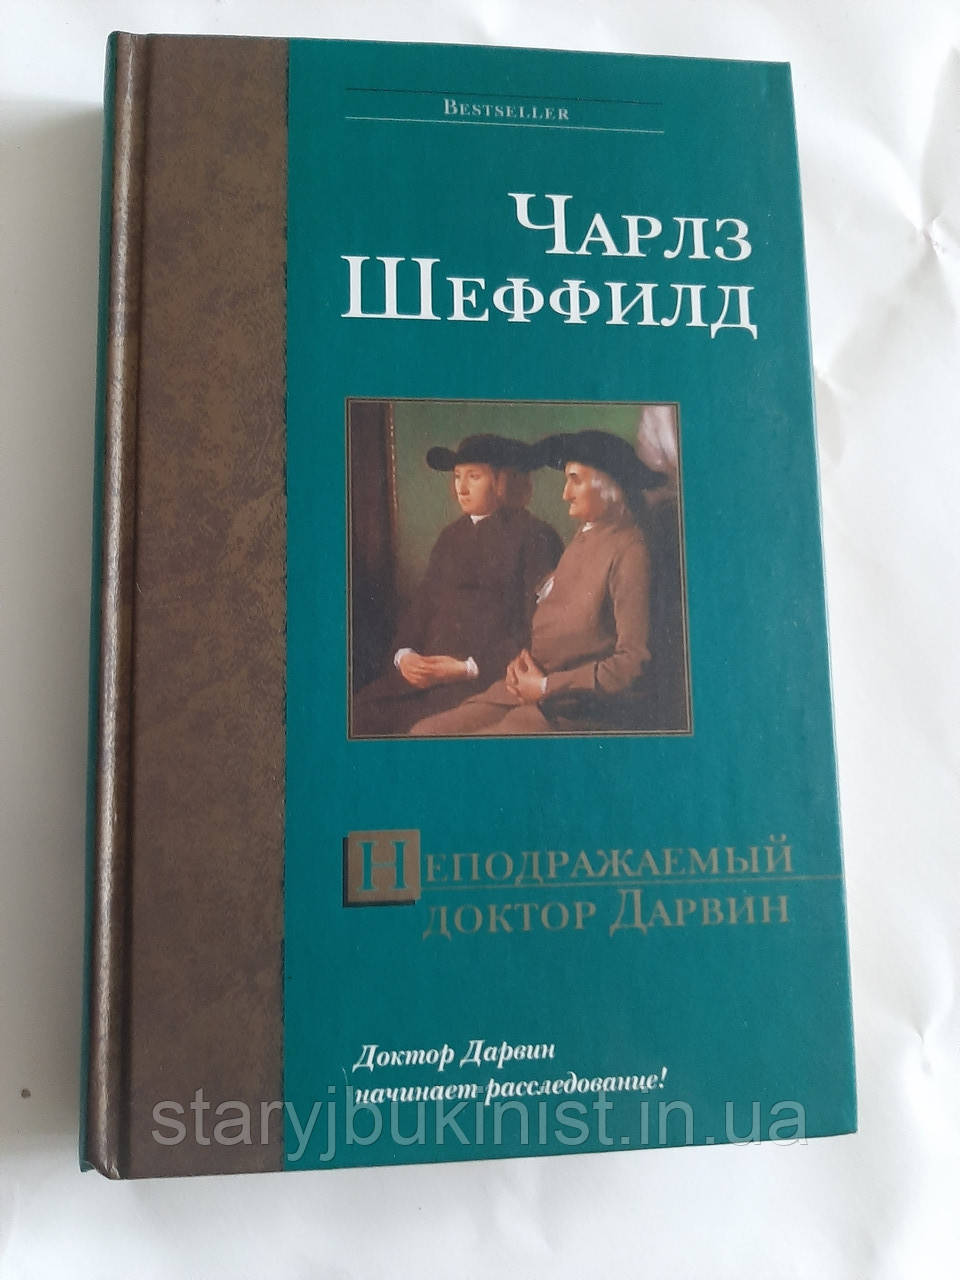 BESTSELLER
ЧАРЛЗ
ШЕФФИЛД
НЕПОДРАЖАЕМЫЙ
ДОКТОР ДАРВИН
Доктор Дарвин
начинает расследование!
staryjbukinist.in.ua